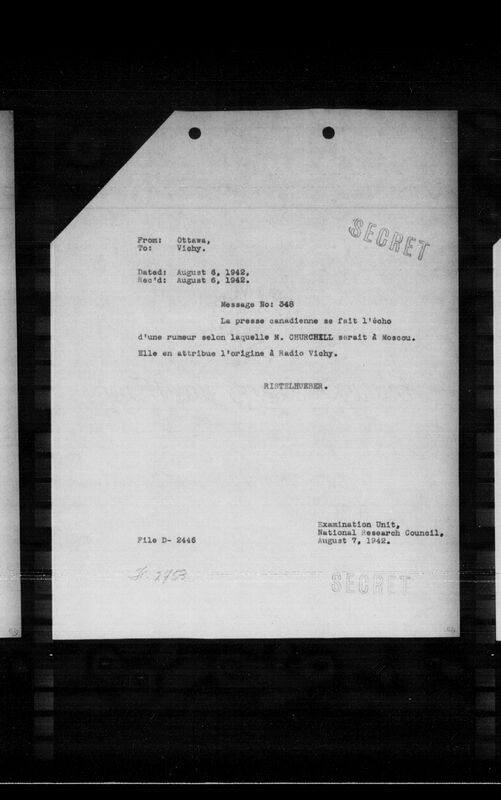 SECRET
From: Ottawa,
To: Vichy.
Dated: August 6, 1942.
Rec'd: August 6, 1942.
Message No: 348
La presse canadienne se fait l'écho
d'une rumeur selon laquelle M. CHURCHILL serait à Moscou.
Elle en attribue l'origine à Radio Vichy.
RISTELHUEBER.
Examination Unit,
National Research Council,
File D- 2446
August 7, 1942.
SECRET